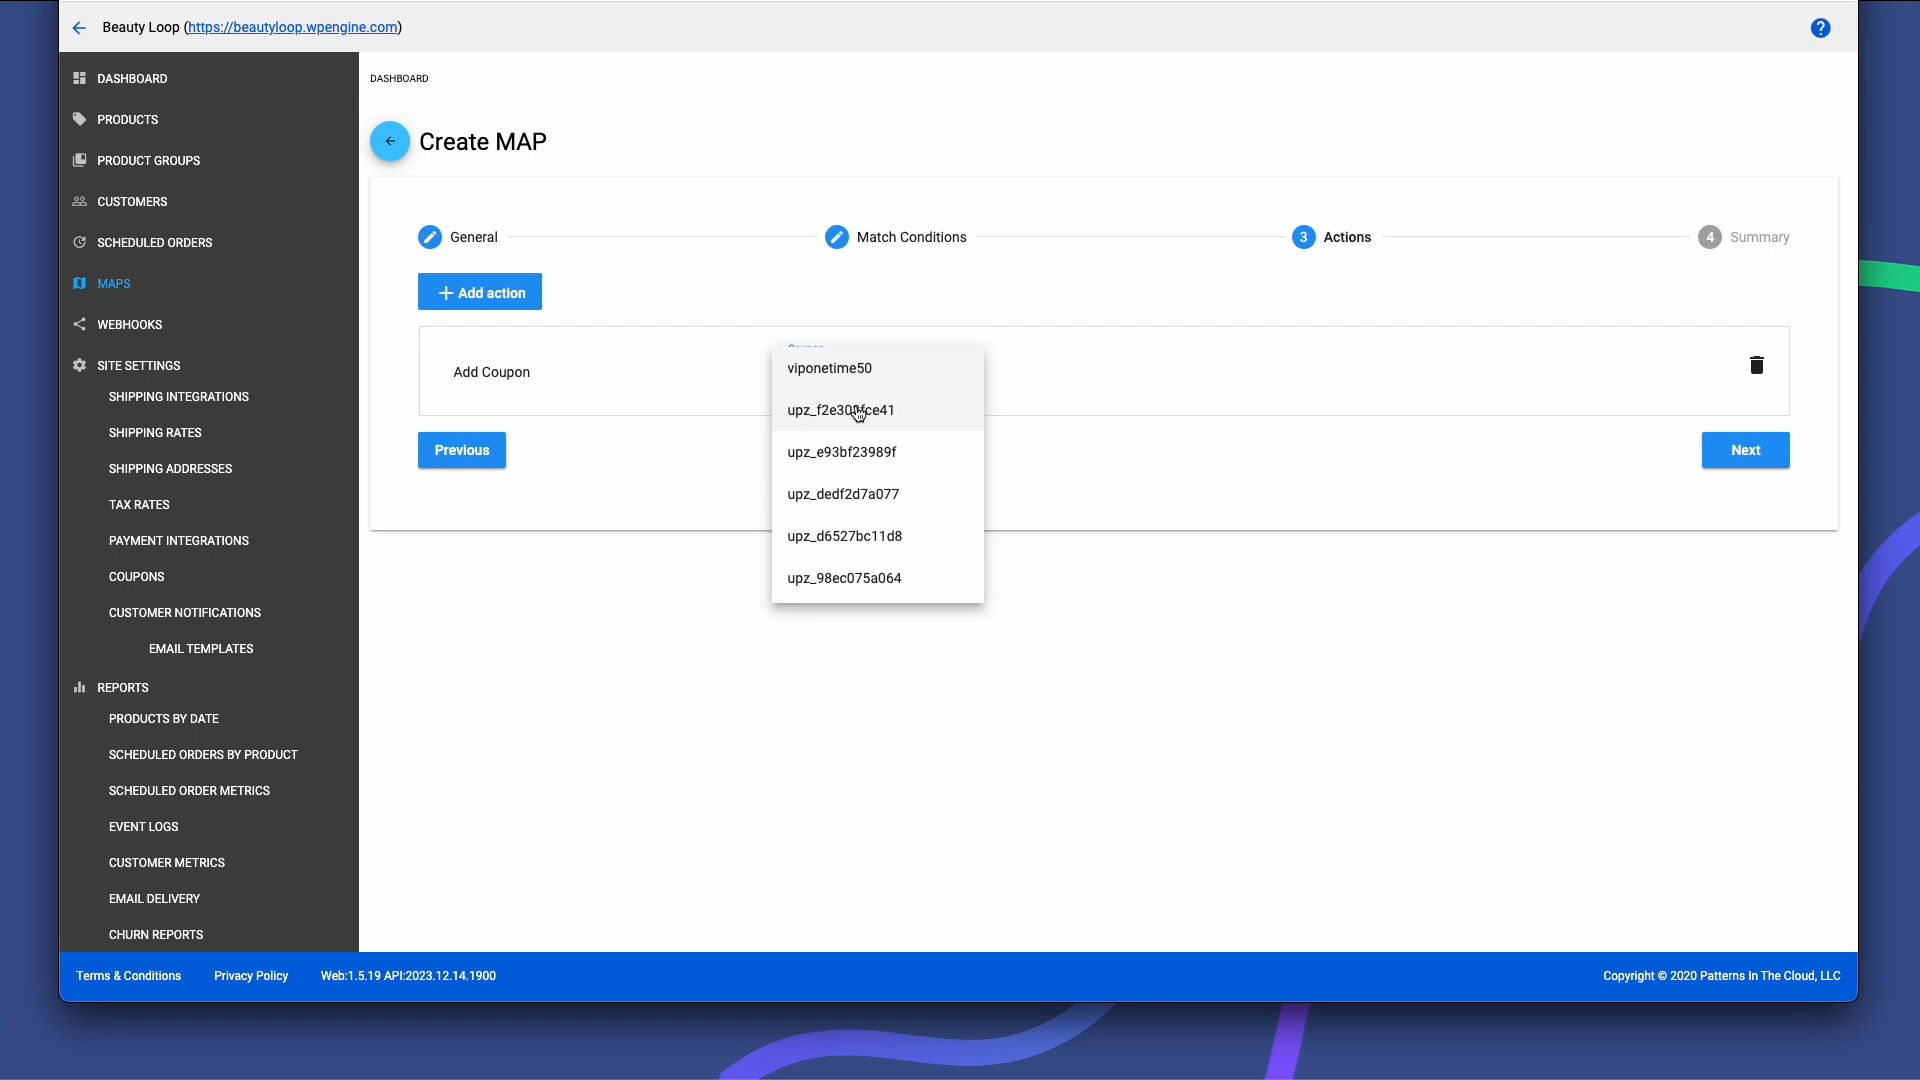 Beauty Loop (https://beautyloop.wpengine.com)
?
DASHBOARD
PRODUCTS
PRODUCT GROUPS
CUSTOMERS
SCHEDULED ORDERS
MAPS
WEBHOOKS
SITE SETTINGS
SHIPPING INTEGRATIONS
SHIPPING RATES
SHIPPING ADDRESSES
TAX RATES
PAYMENT INTEGRATIONS
COUPONS
CUSTOMER NOTIFICATIONS
EMAIL TEMPLATES
REPORTS
PRODUCTS BY DATE
SCHEDULED ORDERS BY PRODUCT
SCHEDULED ORDER METRICS
EVENT LOGS
CUSTOMER METRICS
EMAIL DELIVERY
CHURN REPORTS
DASHBOARD
Create MAP
General
Match Conditions
3 Actions
4 Summary
+ Add action
Add Coupon
viponetime50
upz_e93bf23989f
upz_dedf2d7a077
upz_d6527bc11d8
upz_98ec075a064
Previous
Next
Terms & Conditions
Privacy Policy
Web:1.5.19 API:2023.12.14.1900
Copyright © 2020 Patterns In The Cloud, LLC